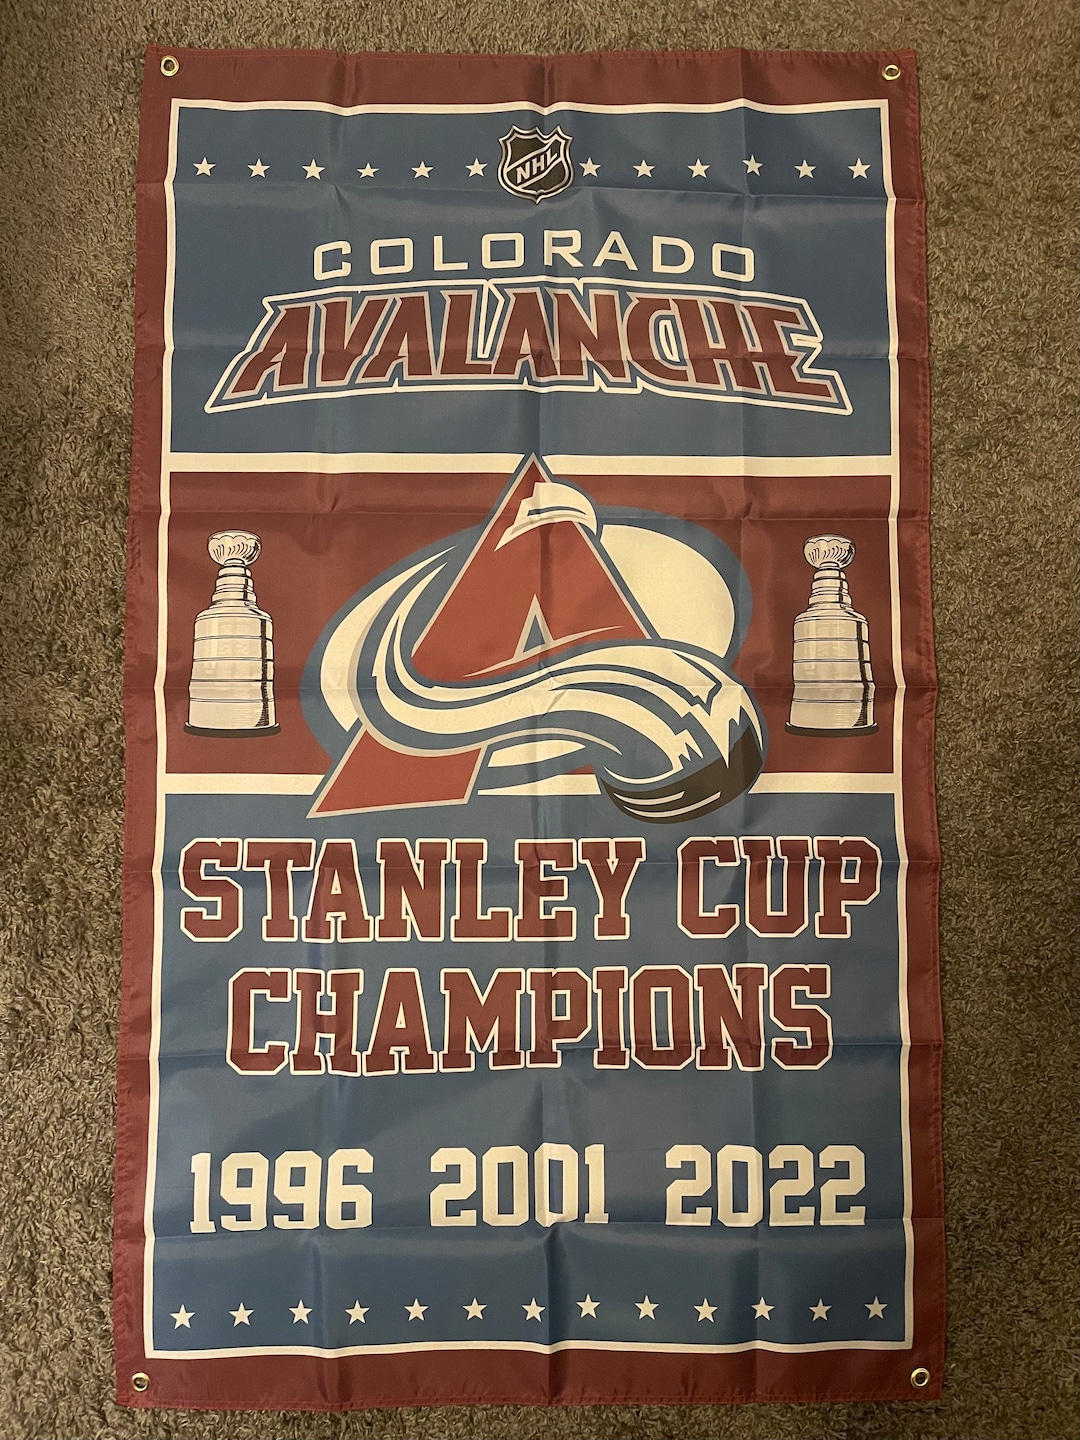 NHL
COLORADO
AVALANCHE
STANLEY CUP
CHAMPIONS
1996 2001 2022